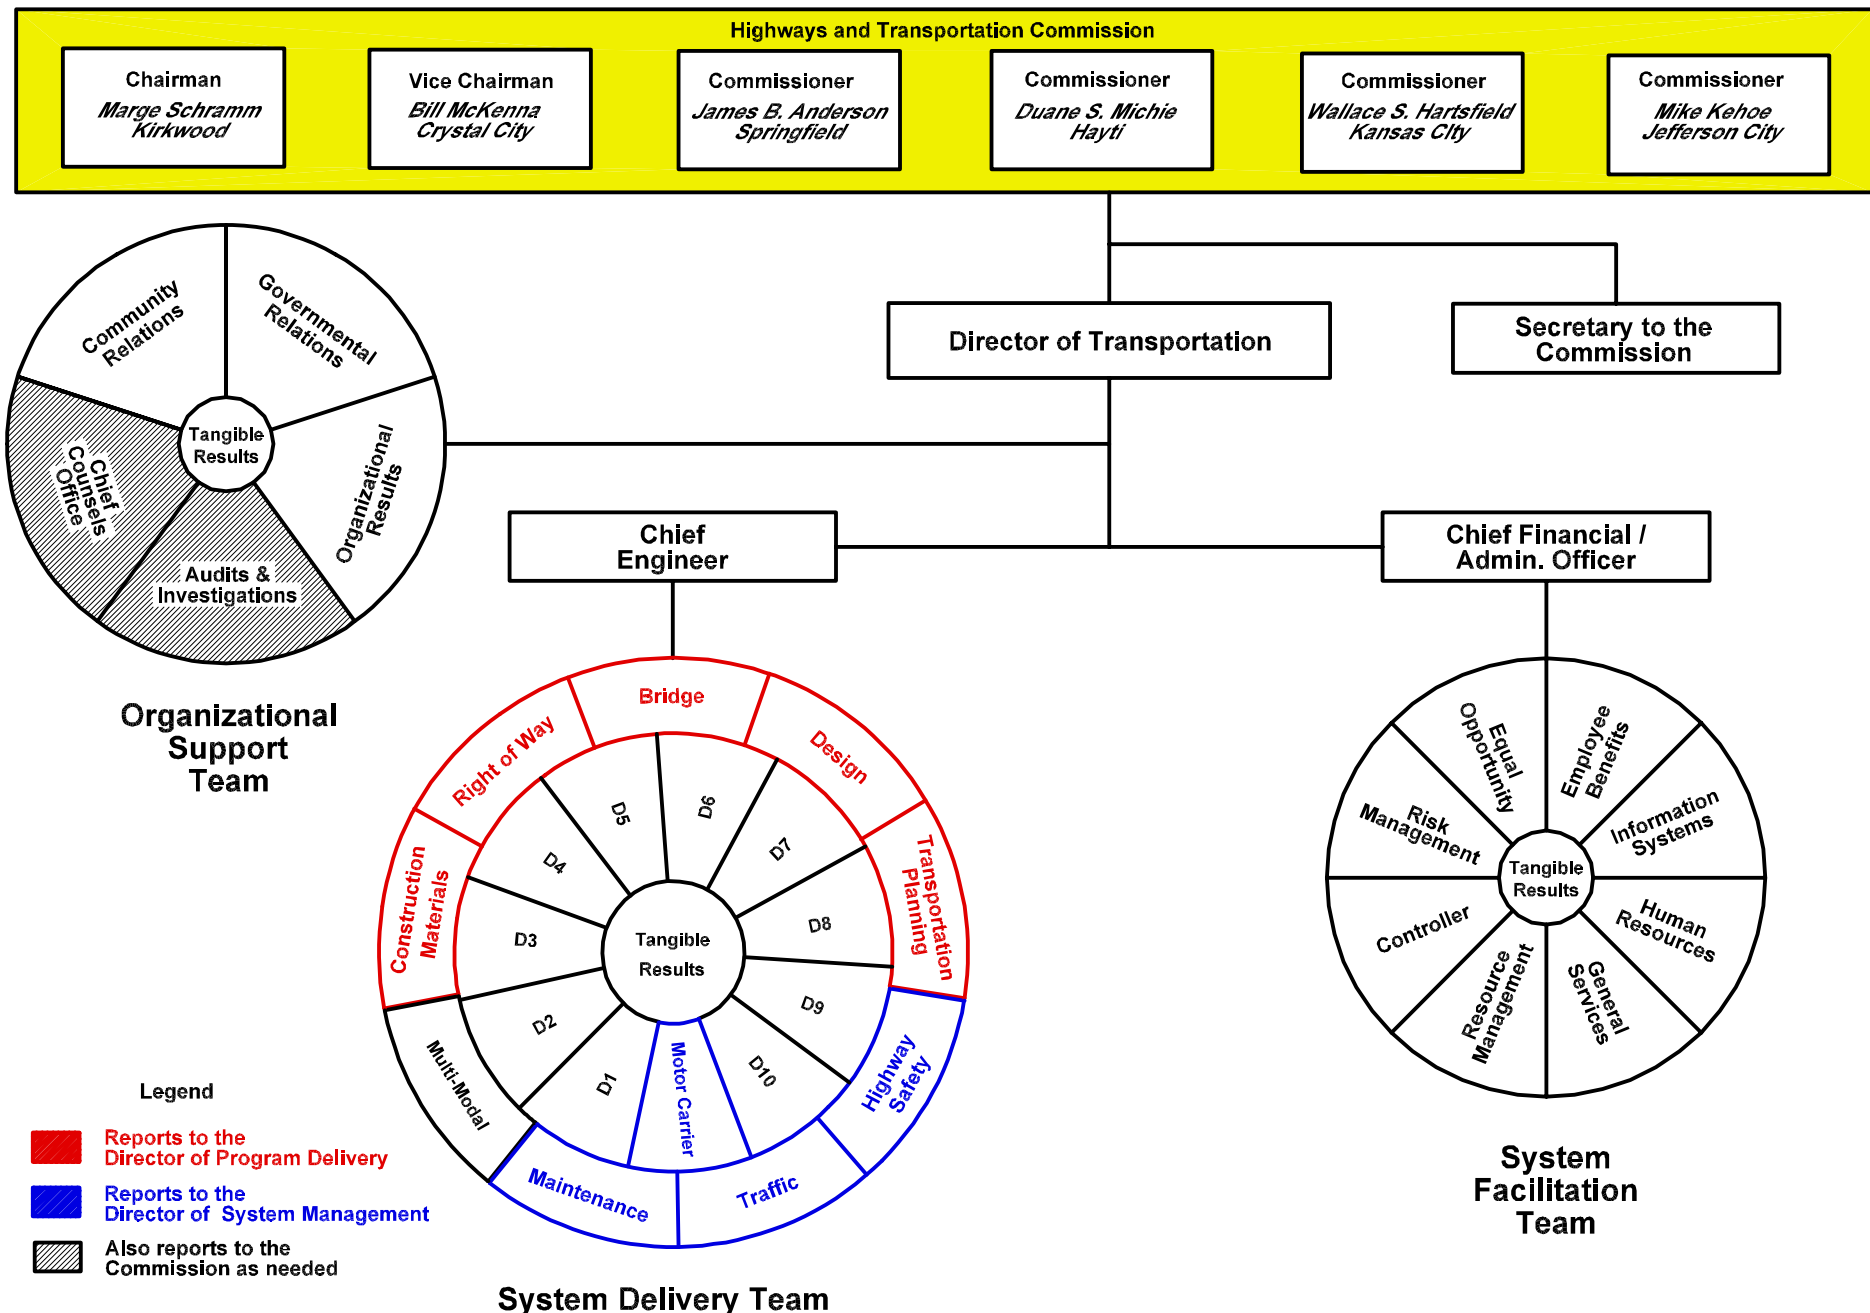 Highways and Transportation Commission
Chairman
Marge Schramm
Kirkwood
Vice Chairman
Bill McKenna
Crystal City
Commissioner
James B. Anderson
Springfield
Commissioner
Duane S. Michie
Hayti
Commissioner
Wallace S. Hartsfield
Kansas CIty
Commissioner
Mike Kehoe
Jefferson City
Director of Transportation
Secretary to the
Commission
Community
Relations
Governmental
Relations
Organizational
Results
Audits &
Investigations
Chief
Counsels
Office
Tangible
Results
Organizational
Support
Team
Chief
Engineer
Chief Financial /
Admin. Officer
Bridge
Design
Transportation
Planning
Highway
Safety
Traffic
Maintenance
Multi-Modal
Construction
Materials
Right of Way
D1
D2
D3
D4
D5
D6
D7
D8
D9
D10
Motor Carrier
Tangible
Results
System Delivery Team
Equal
Opportunity
Employee
Benefits
Information
Systems
Human
Resources
General
Services
Resource
Management
Controller
Risk
Management
Tangible
Results
System
Facilitation
Team
Legend
Reports to the
Director of Program Delivery
Reports to the
Director of  System Management
Also reports to the
Commission as needed